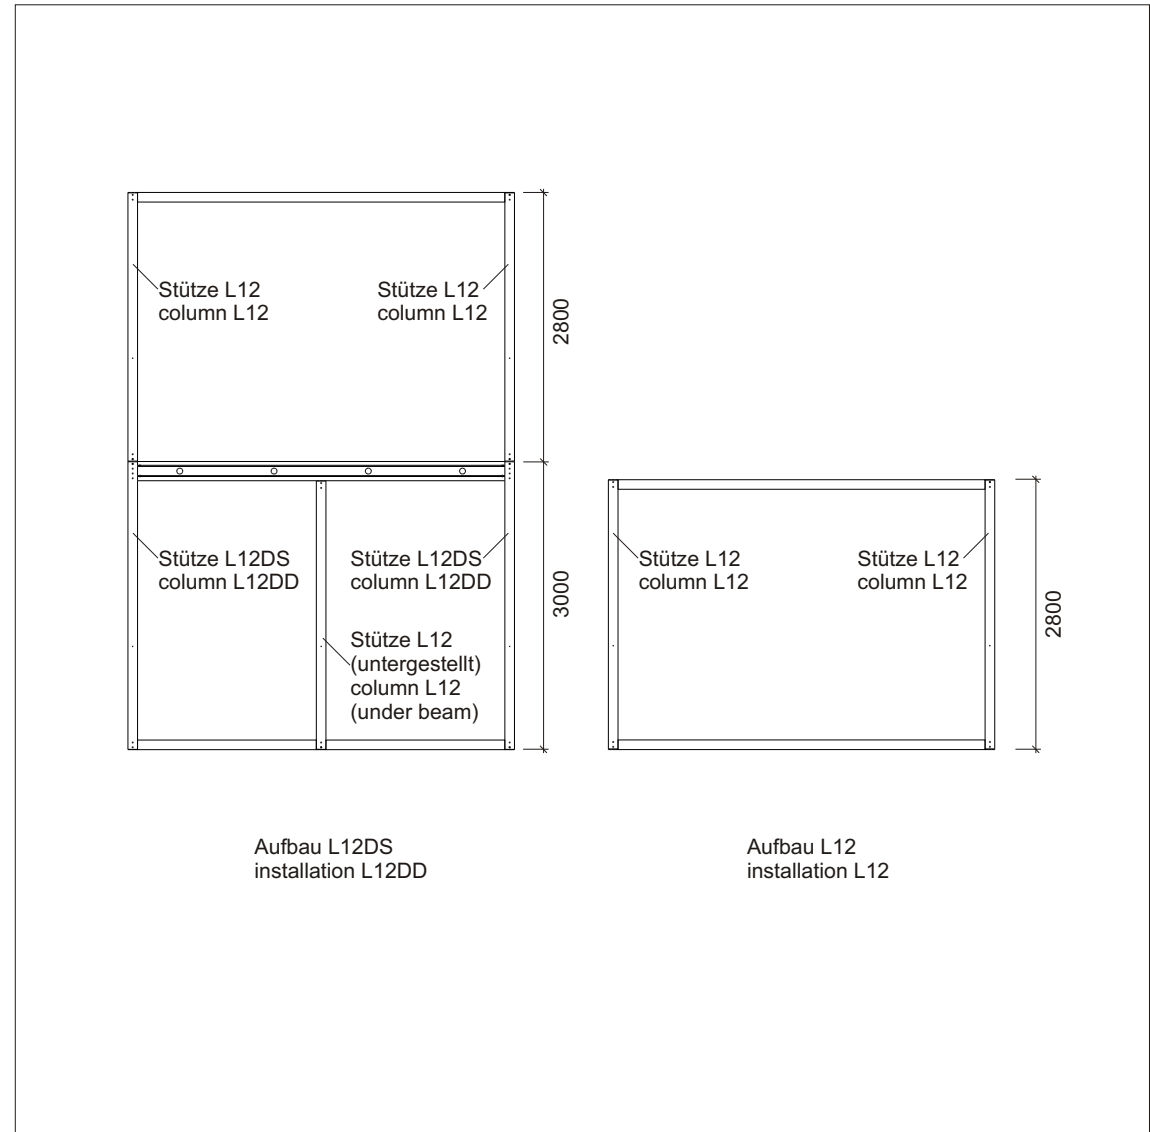 Stütze L12
column L12
Stütze L12
column L12
2800
Stütze L12DS
column L12DD
Stütze L12DS
column L12DD
Stütze L12
(untergestellt)
column L12
(under beam)
3000
Stütze L12
column L12
Stütze L12
column L12
2800
Aufbau L12DS
installation L12DD
Aufbau L12
installation L12